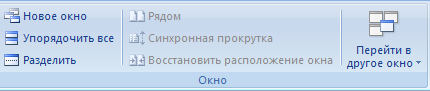 Новое окно
Упорядочить все
Разделить
Рядом
Синхронная прокрутка
Восстановить расположение окна
Перейти в
другое окно
Окно